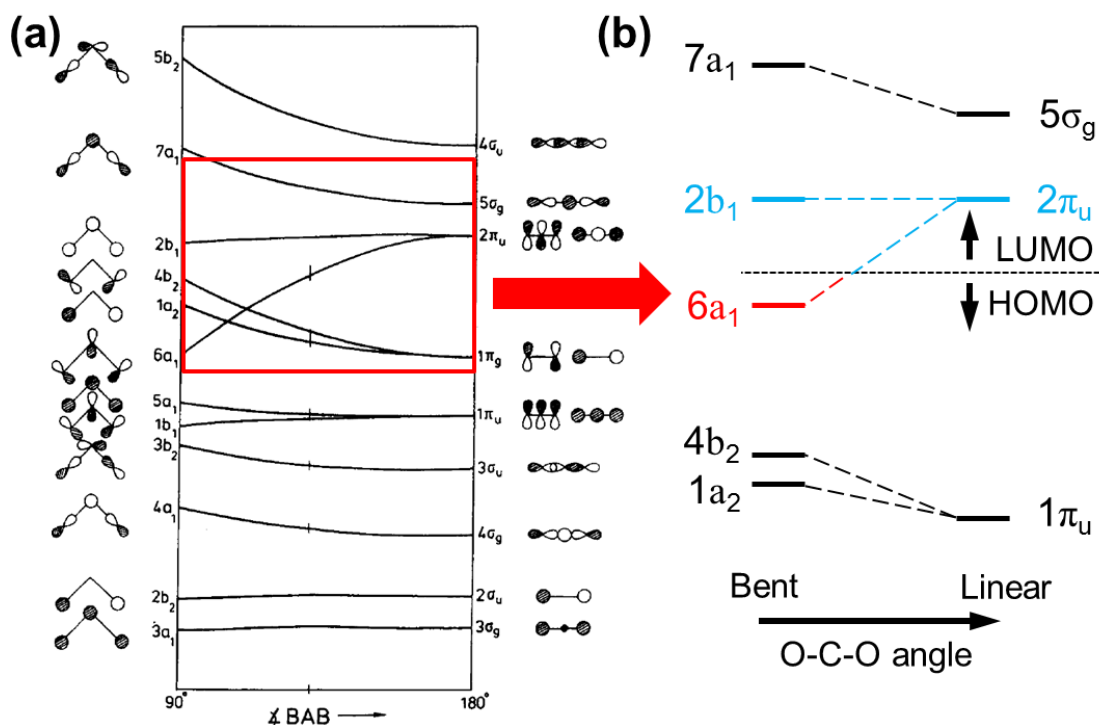 (a)
5b₂
7a₁
2b₁
4b₂
1a₂
6a₁
5a₁
1b₁
3b₂
4a₁
2b₂
3a₁
4σᵤ
5σg
2πᵤ
1πg
1πᵤ
3σᵤ
4σg
2σᵤ
3σg
90°
180°
∡ BAB
(b)
7a₁
5σg
2b₁
2πᵤ
LUMO
HOMO
6a₁
4b₂
1a₂
1πᵤ
Bent
Linear
O-C-O angle